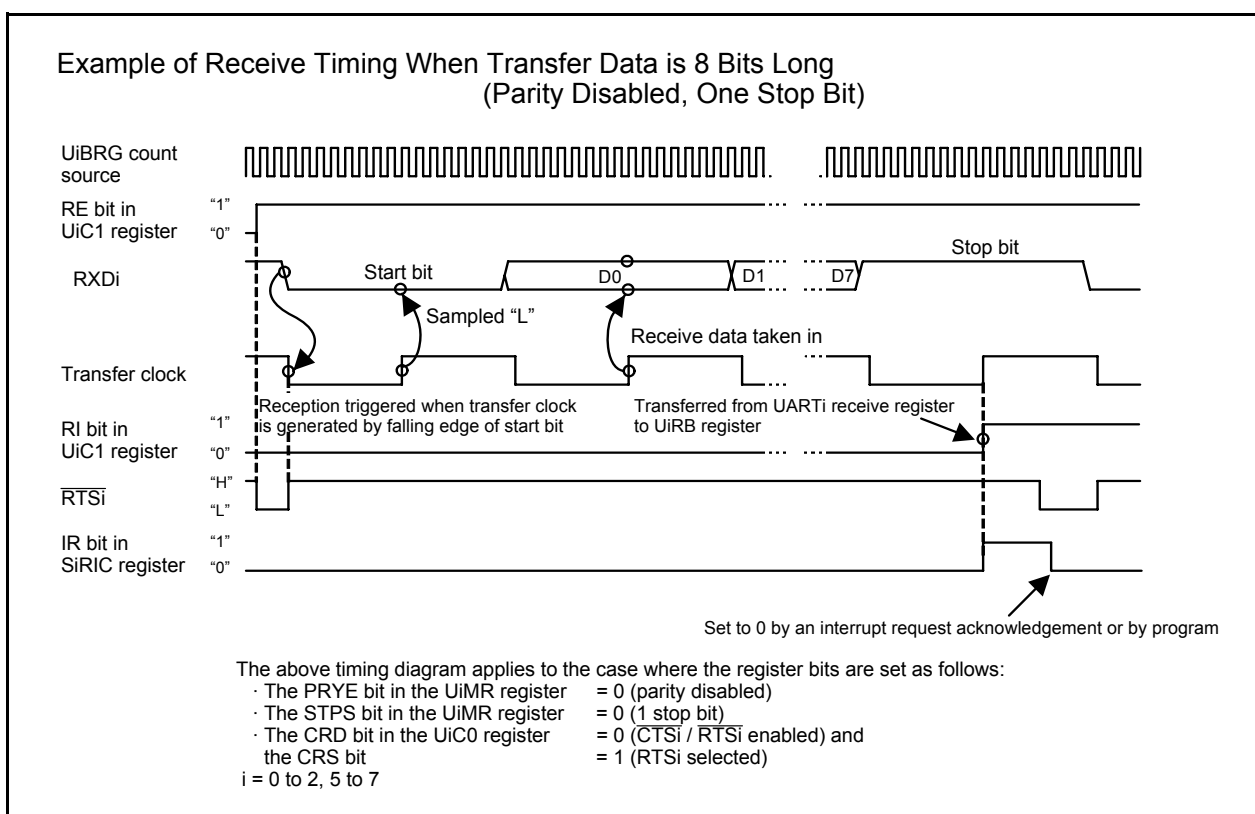 Example of Receive Timing When Transfer Data is 8 Bits Long
(Parity Disabled, One Stop Bit)
UiBRG count
source
RE bit in
UiC1 register
“1”
“0”
RXDi
Start bit
D0
D1
D7
Stop bit
Sampled “L”
Receive data taken in
Transfer clock
Reception triggered when transfer clock
is generated by falling edge of start bit
Transferred from UARTi receive register
to UiRB register
RI bit in
UiC1 register
“1”
“0”
RTSi
“H”
“L”
IR bit in
SiRIC register
“1”
“0”
Set to 0 by an interrupt request acknowledgement or by program
The above timing diagram applies to the case where the register bits are set as follows:
· The PRYE bit in the UiMR register = 0 (parity disabled)
· The STPS bit in the UiMR register = 0 (1 stop bit)
· The CRD bit in the UiC0 register = 0 (CTSi / RTSi enabled) and
the CRS bit = 1 (RTSi selected)
i = 0 to 2, 5 to 7